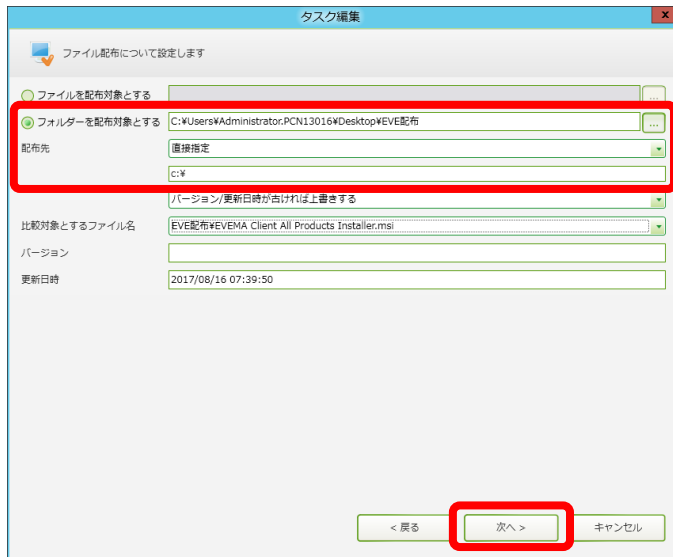 タスク編集
x
ファイル配布について設定します
ファイルを配布対象とする
...
フォルダーを配布対象とする C:¥Users¥Administrator.PCN13016¥Desktop¥EVE配布 ...
配布先 直接指定
c:¥
バージョン/更新日時が古ければ上書きする
比較対象とするファイル名 EVE配布¥EVEMA Client All Products Installer.msi
バージョン
更新日時 2017/08/16 07:39:50
< 戻る 次へ > キャンセル